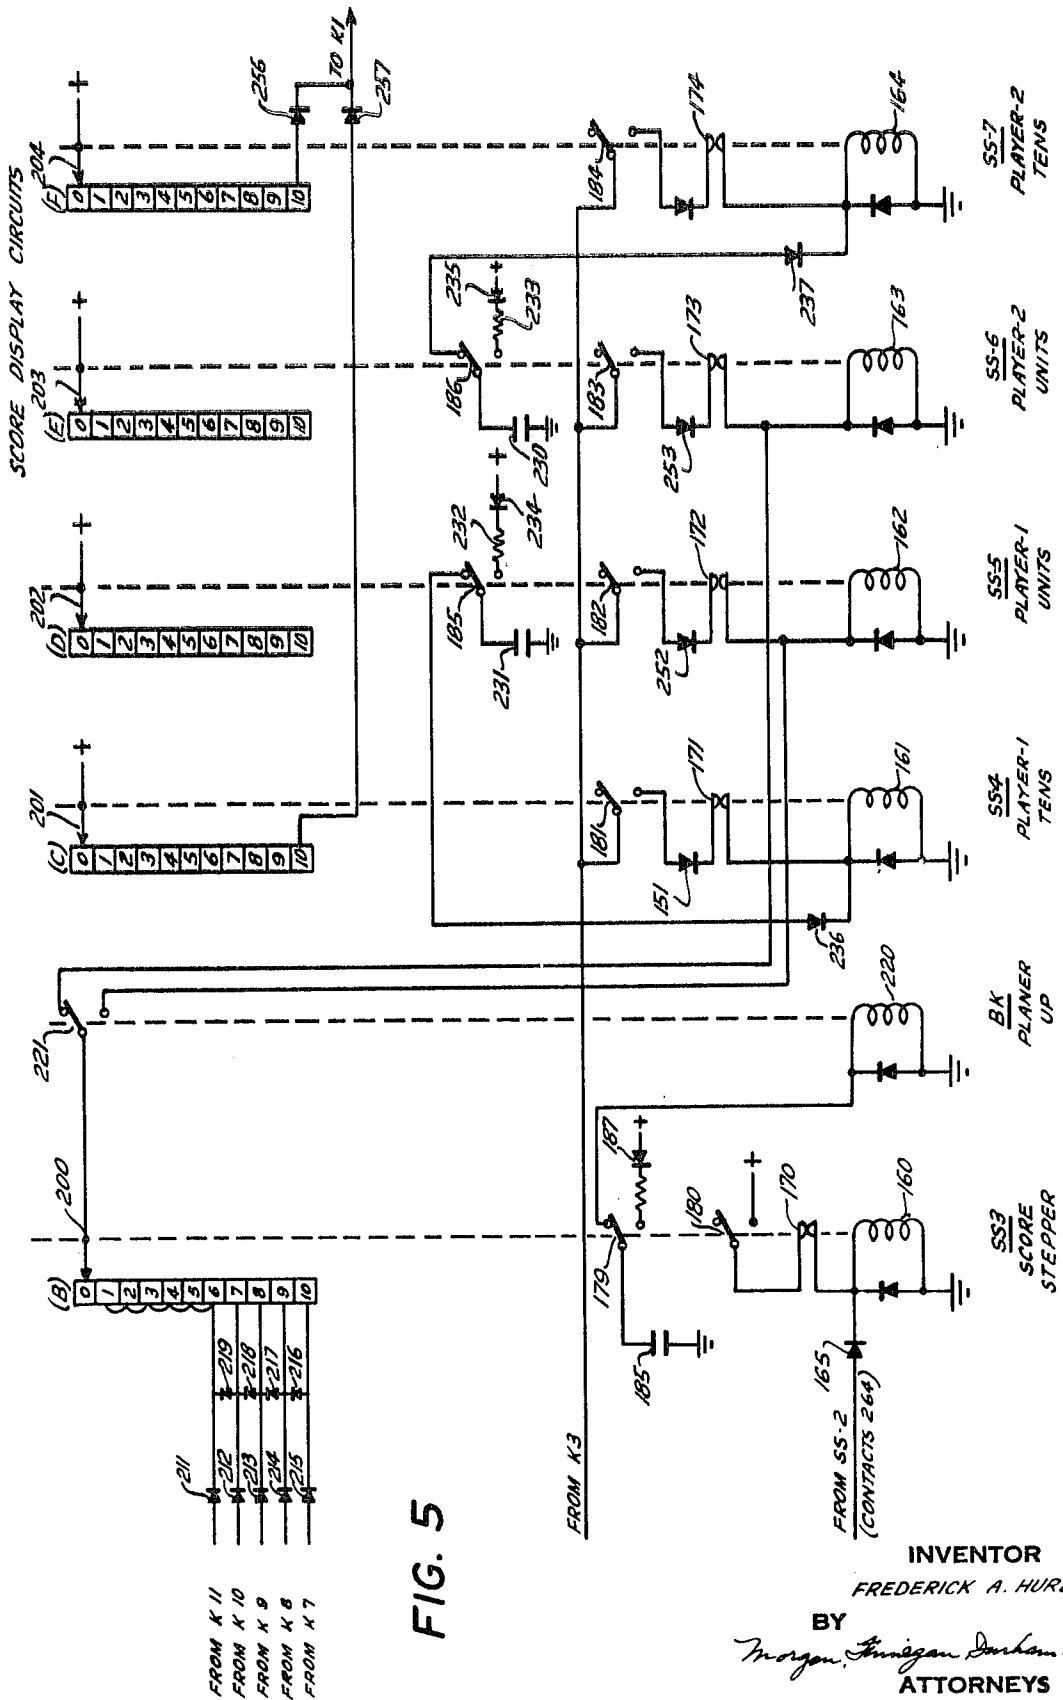 SCORE DISPLAY CIRCUITS
(B)
0
1
2
3
4
5
6
7
8
9
10
200
221
(C)
0
1
2
3
4
5
6
7
8
9
10
201
+
(D)
0
1
2
3
4
5
6
7
8
9
10
202
+
(E)
0
1
2
3
4
5
6
7
8
9
10
203
+
(F)
0
1
2
3
4
5
6
7
8
9
10
204
+
256
TO K1
257
211
212
213
214
215
219
218
217
216
FROM K 11
FROM K 10
FROM K 9
FROM K 8
FROM K 7
185
232
+
234
231
186
235
+
233
230
FROM K3
179
187
+
180
+
170
185
181
151
171
182
252
172
183
253
173
184
174
237
236
165
FROM SS-2
(CONTACTS 264)
160
220
161
162
163
164
SS3
SCORE
STEPPER
BK
PLANER
UP
SS4
PLAYER-1
TENS
SS5
PLAYER-1
UNITS
SS-6
PLAYER-2
UNITS
SS-7
PLAYER-2
TENS
FIG. 5
INVENTOR
FREDERICK A. HUR
BY
Morgan, Finnegan, Durham
ATTORNEYS